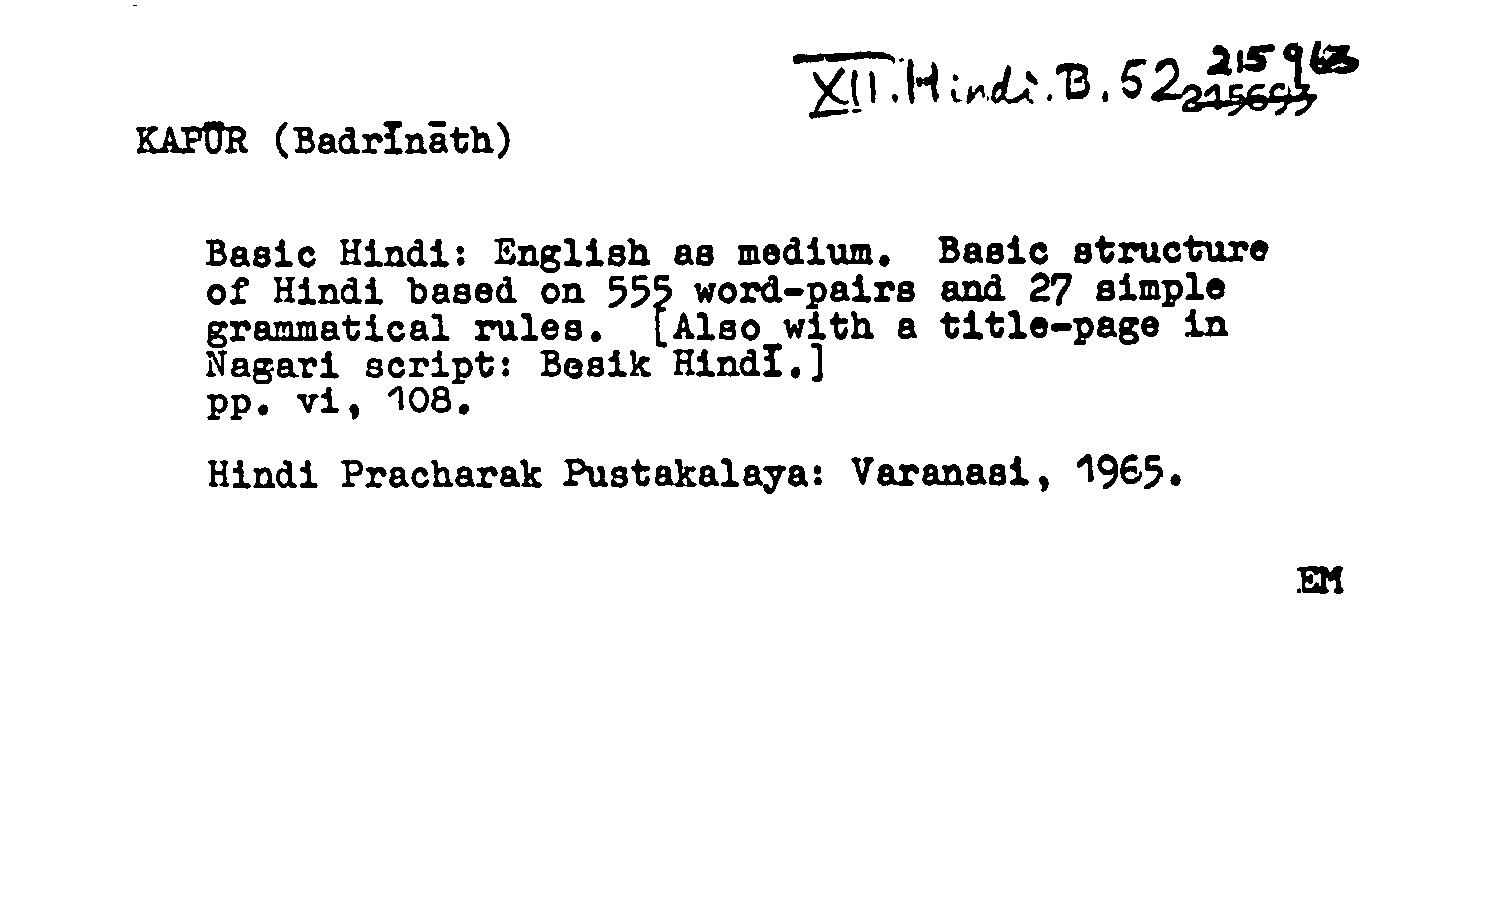 XII.Hindi.B.52 215963
215693
KAPŪR (Badrīnāth)
Basic Hindi: English as medium. Basic structure
of Hindi based on 555 word-pairs and 27 simple
grammatical rules. [Also with a title-page in
Nagari script: Besik Hindī.]
pp. vi, 108.
Hindi Pracharak Pustakalaya: Varanasi, 1965.
EM